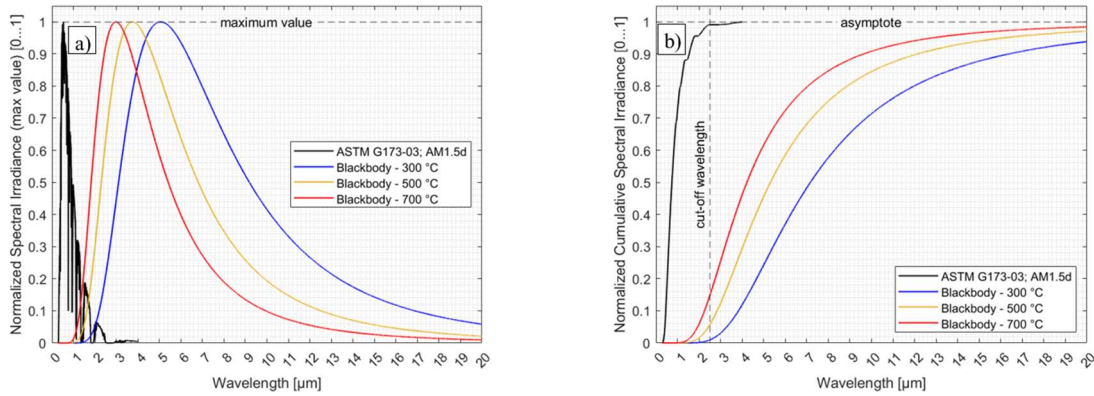 a)
maximum value
Normalized Spectral Irradiance (max value) [0...1]
1
0.9
0.8
0.7
0.6
0.5
0.4
0.3
0.2
0.1
0
ASTM G173-03; AM1.5d
Blackbody - 300 °C
Blackbody - 500 °C
Blackbody - 700 °C
0 1 2 3 4 5 6 7 8 9 10 11 12 13 14 15 16 17 18 19 20
Wavelength [µm]
b)
asymptote
Normalized Cumulative Spectral Irradiance [0...1]
1
0.9
0.8
0.7
0.6
0.5
0.4
0.3
0.2
0.1
0
cut-off wavelength
ASTM G173-03; AM1.5d
Blackbody - 300 °C
Blackbody - 500 °C
Blackbody - 700 °C
0 1 2 3 4 5 6 7 8 9 10 11 12 13 14 15 16 17 18 19 20
Wavelength [µm]